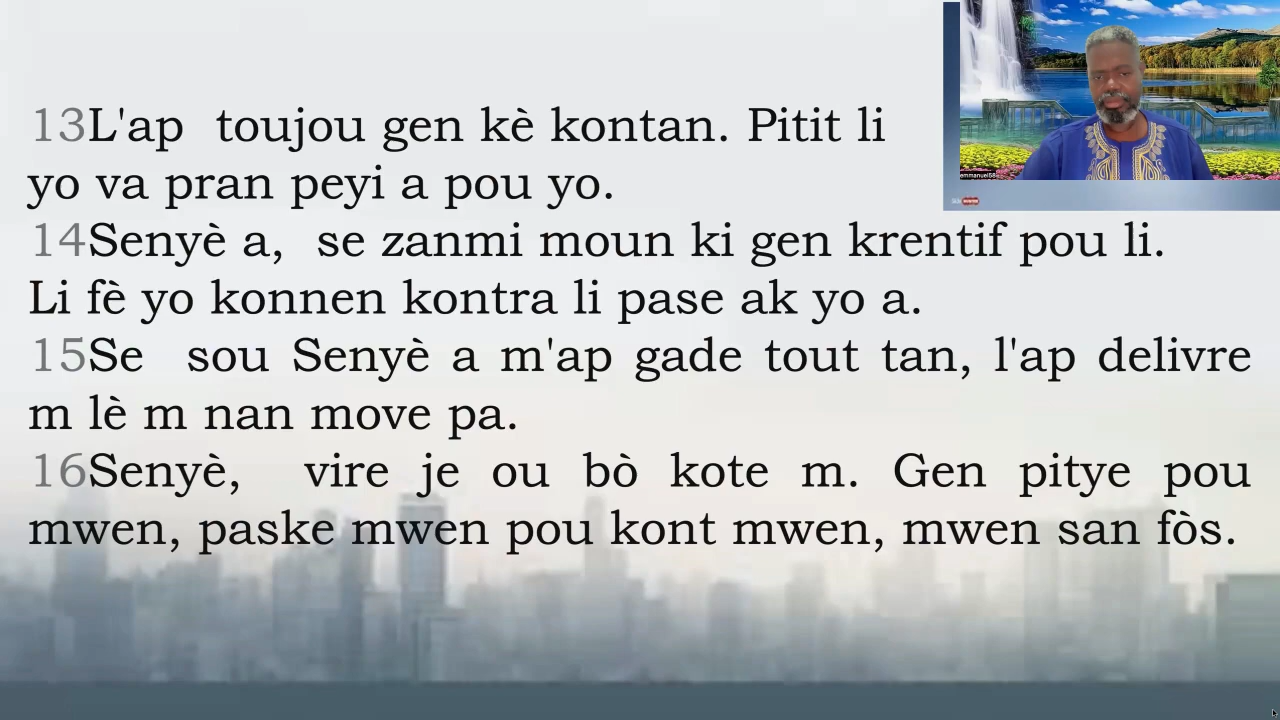 13L'ap toujou gen kè kontan. Pitit li
yo va pran peyi a pou yo.
14Senyè a, se zanmi moun ki gen krentif pou li.
Li fè yo konnen kontra li pase ak yo a.
15Se sou Senyè a m'ap gade tout tan, l'ap delivre
m lè m nan move pa.
16Senyè, vire je ou bò kote m. Gen pitye pou
mwen, paske mwen pou kont mwen, mwen san fòs.